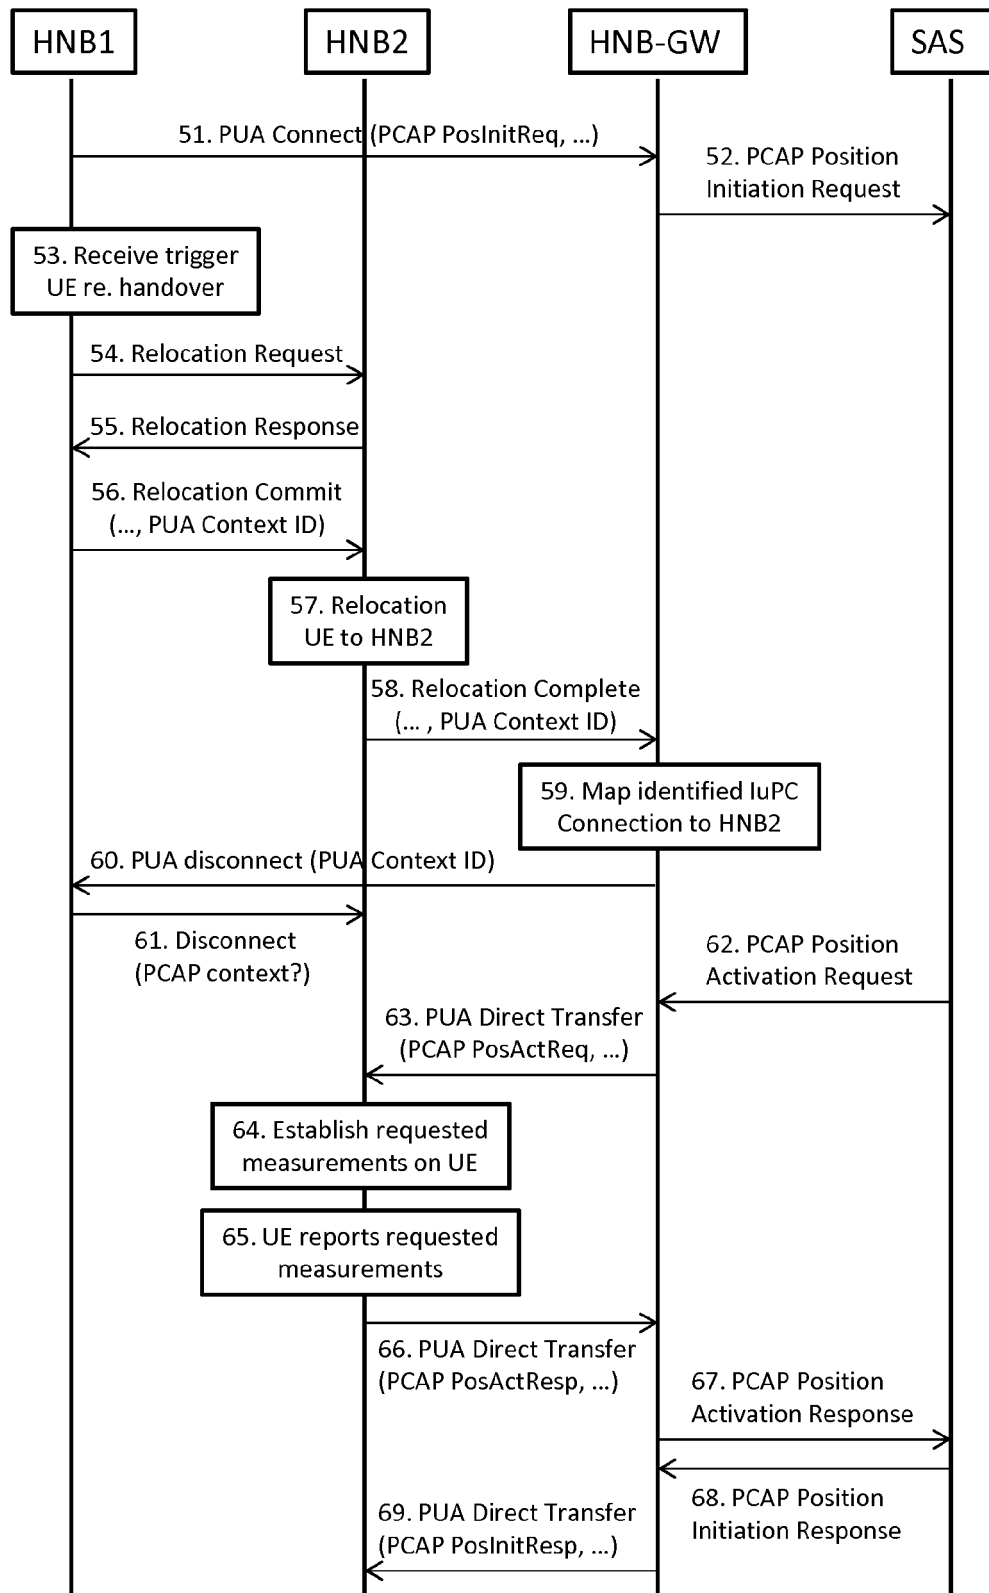 HNB1
HNB2
HNB-GW
SAS
51. PUA Connect (PCAP PosInitReq, ...)
52. PCAP Position
Initiation Request
53. Receive trigger
UE re. handover
54. Relocation Request
55. Relocation Response
56. Relocation Commit
(..., PUA Context ID)
57. Relocation
UE to HNB2
58. Relocation Complete
(... , PUA Context ID)
59. Map identified IuPC
Connection to HNB2
60. PUA disconnect (PUA Context ID)
61. Disconnect
(PCAP context?)
62. PCAP Position
Activation Request
63. PUA Direct Transfer
(PCAP PosActReq, ...)
64. Establish requested
measurements on UE
65. UE reports requested
measurements
66. PUA Direct Transfer
(PCAP PosActResp, ...)
67. PCAP Position
Activation Response
68. PCAP Position
Initiation Response
69. PUA Direct Transfer
(PCAP PosInitResp, ...)